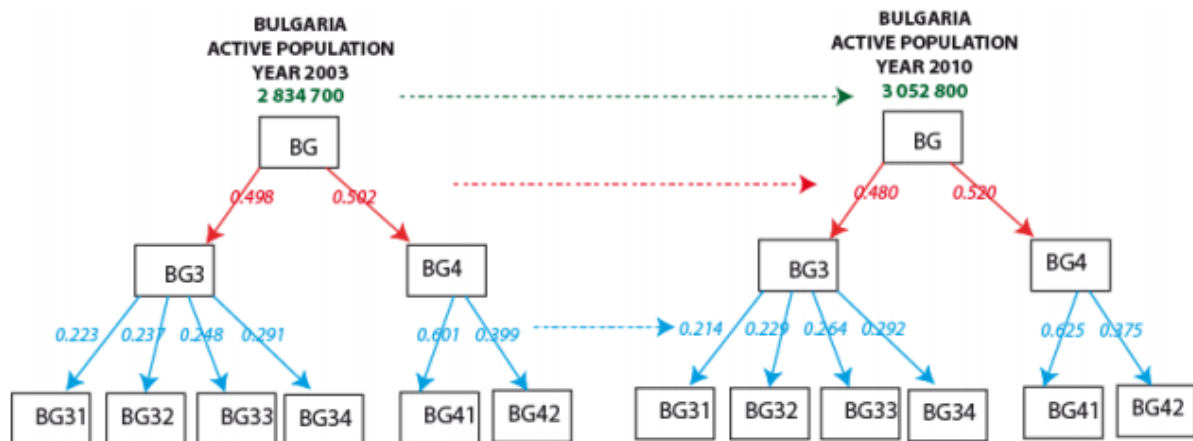 BULGARIA
ACTIVE POPULATION
YEAR 2003
2 834 700
BULGARIA
ACTIVE POPULATION
YEAR 2010
3 052 800
BG
BG
0.498
0.502
0.480
0.520
BG3
BG4
BG3
BG4
0.223
0.237
0.248
0.291
0.601
0.399
0.214
0.229
0.264
0.292
0.625
0.375
BG31
BG32
BG33
BG34
BG41
BG42
BG31
BG32
BG33
BG34
BG41
BG42